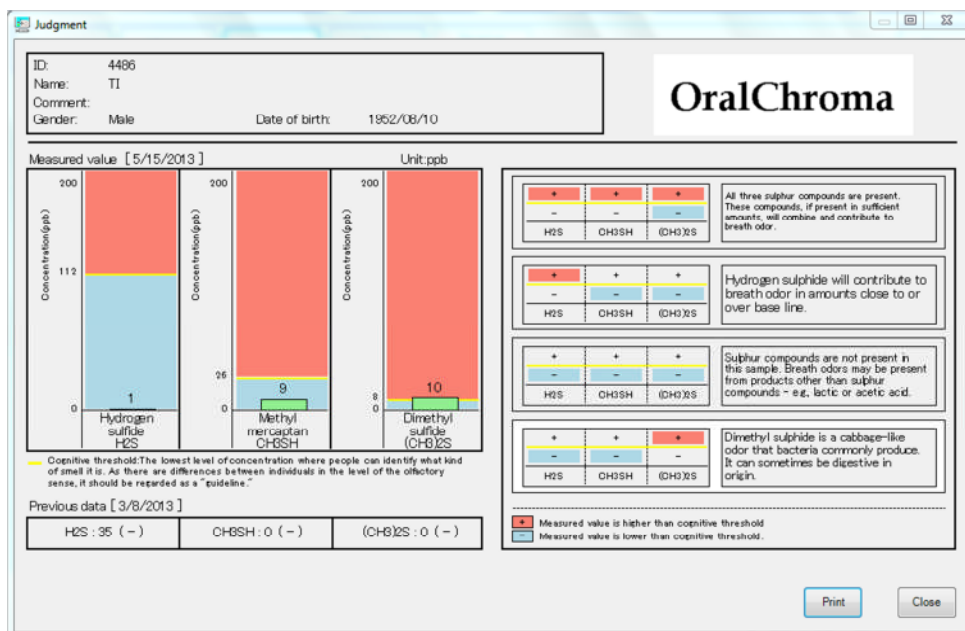 Judgment
ID: 4486
Name: TI
Comment:
Gender: Male Date of birth: 1952/08/10
OralChroma
Measured value [ 5/15/2013 ] Unit:ppb
Concentration(ppb)
200
112
0
1
Hydrogen
sulfide
H2S
Concentration(ppb)
200
26
0
9
Methyl
mercaptan
CH3SH
Concentration(ppb)
200
8
0
10
Dimethyl
sulfide
(CH3)2S
Cognitive threshold:The lowest level of concentration where people can identify what kind
of smell it is. As there are differences between individuals in the level of the olfictory
sense, it should be regarded as a "guideline."
Previous data [ 3/8/2013 ]
H2S : 35 ( - ) CH3SH : 0 ( - ) (CH3)2S : 0 ( - )
+ + +
- - -
H2S CH3SH (CH3)2S
All three sulphur compounds are present.
These compounds, if present in sufficient
amounts, will combine and contribute to
breath odor.
+ + +
- - -
H2S CH3SH (CH3)2S
Hydrogen sulphide will contribute to
breath odor in amounts close to or
over base line.
+ + +
- - -
H2S CH3SH (CH3)2S
Sulphur compounds are not present in
this sample. Breath odors may be present
from products other than sulphur
compounds - e.g., lactic or acetic acid.
+ + +
- - -
H2S CH3SH (CH3)2S
Dimethyl sulphide is a cabbage-like
odor that bacteria commonly produce.
It can sometimes be digestive in
origin.
+ Measured value is higher than cognitive threshold
- Measured value is lower than cognitive threshold.
Print Close